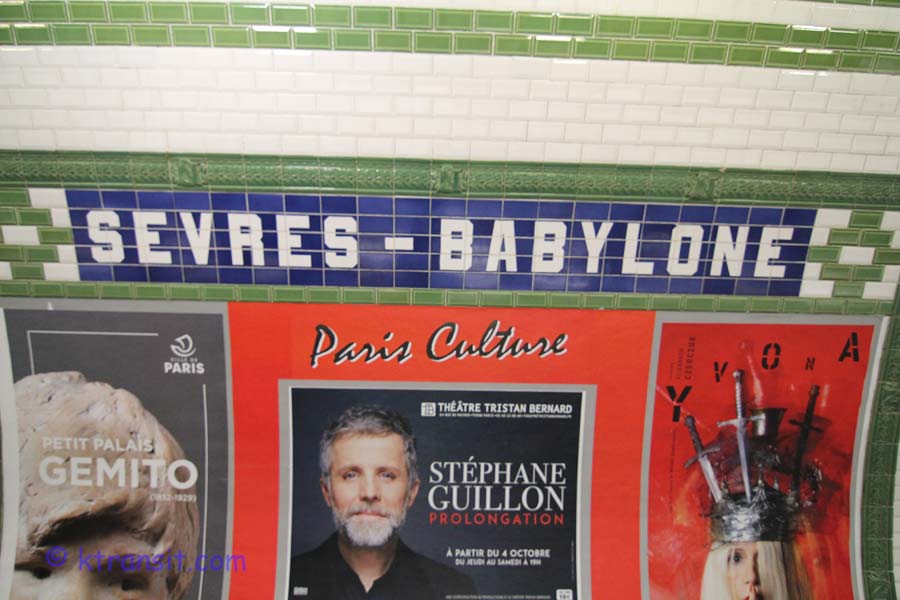 SEVRES - BABYLONE
VILLE DE
PARIS
PETIT PALAIS
GEMITO
(1852-1929)
Paris Culture
THÉÂTRE TRISTAN BERNARD
STÉPHANE
GUILLON
PROLONGATION
À PARTIR DU 4 OCTOBRE
DU JEUDI AU SAMEDI À 19H
YVONA
© ktransit.com